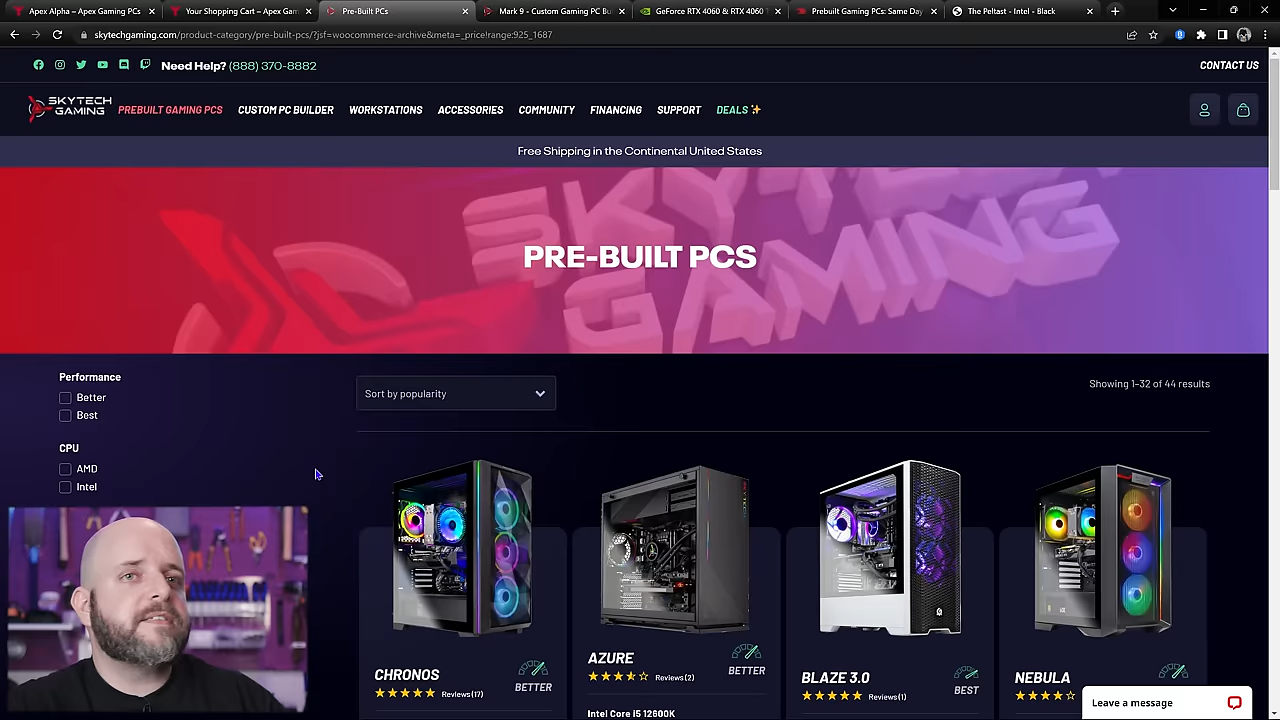 Apex Alpha – Apex Gaming PCs
Your Shopping Cart – Apex Gam
Pre-Built PCs
Mark 9 - Custom Gaming PC Bu
GeForce RTX 4060 & RTX 4060
Prebuilt Gaming PCs: Same Day
The Peltast - Intel - Black
skytechgaming.com/product-category/pre-built-pcs/?jsf=woocommerce-archive&meta=_price!range:925_1687
Need Help? (888) 370-8882
CONTACT US
SKYTECH GAMING
PREBUILT GAMING PCS
CUSTOM PC BUILDER
WORKSTATIONS
ACCESSORIES
COMMUNITY
FINANCING
SUPPORT
DEALS
Free Shipping in the Continental United States
SKYTECH
GAMING
PRE-BUILT PCS
Performance
Better
Best
CPU
AMD
Intel
Sort by popularity
Showing 1-32 of 44 results
CHRONOS
Reviews (17)
BETTER
AZURE
Reviews (2)
BETTER
Intel Core i5 12600K
BLAZE 3.0
Reviews (1)
BEST
NEBULA
Leave a message